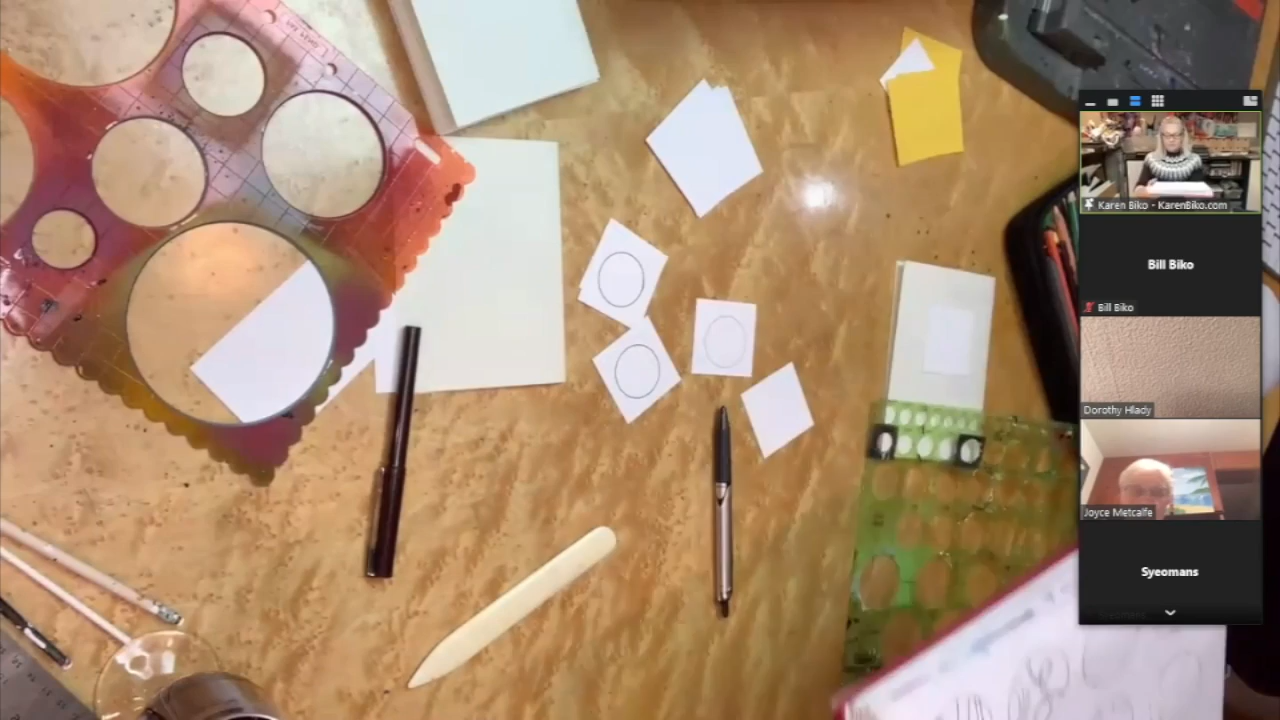 Karen Biko - KarenBiko.com
Bill Biko
Bill Biko
Dorothy Hlady
Joyce Metcalfe
Syeomans